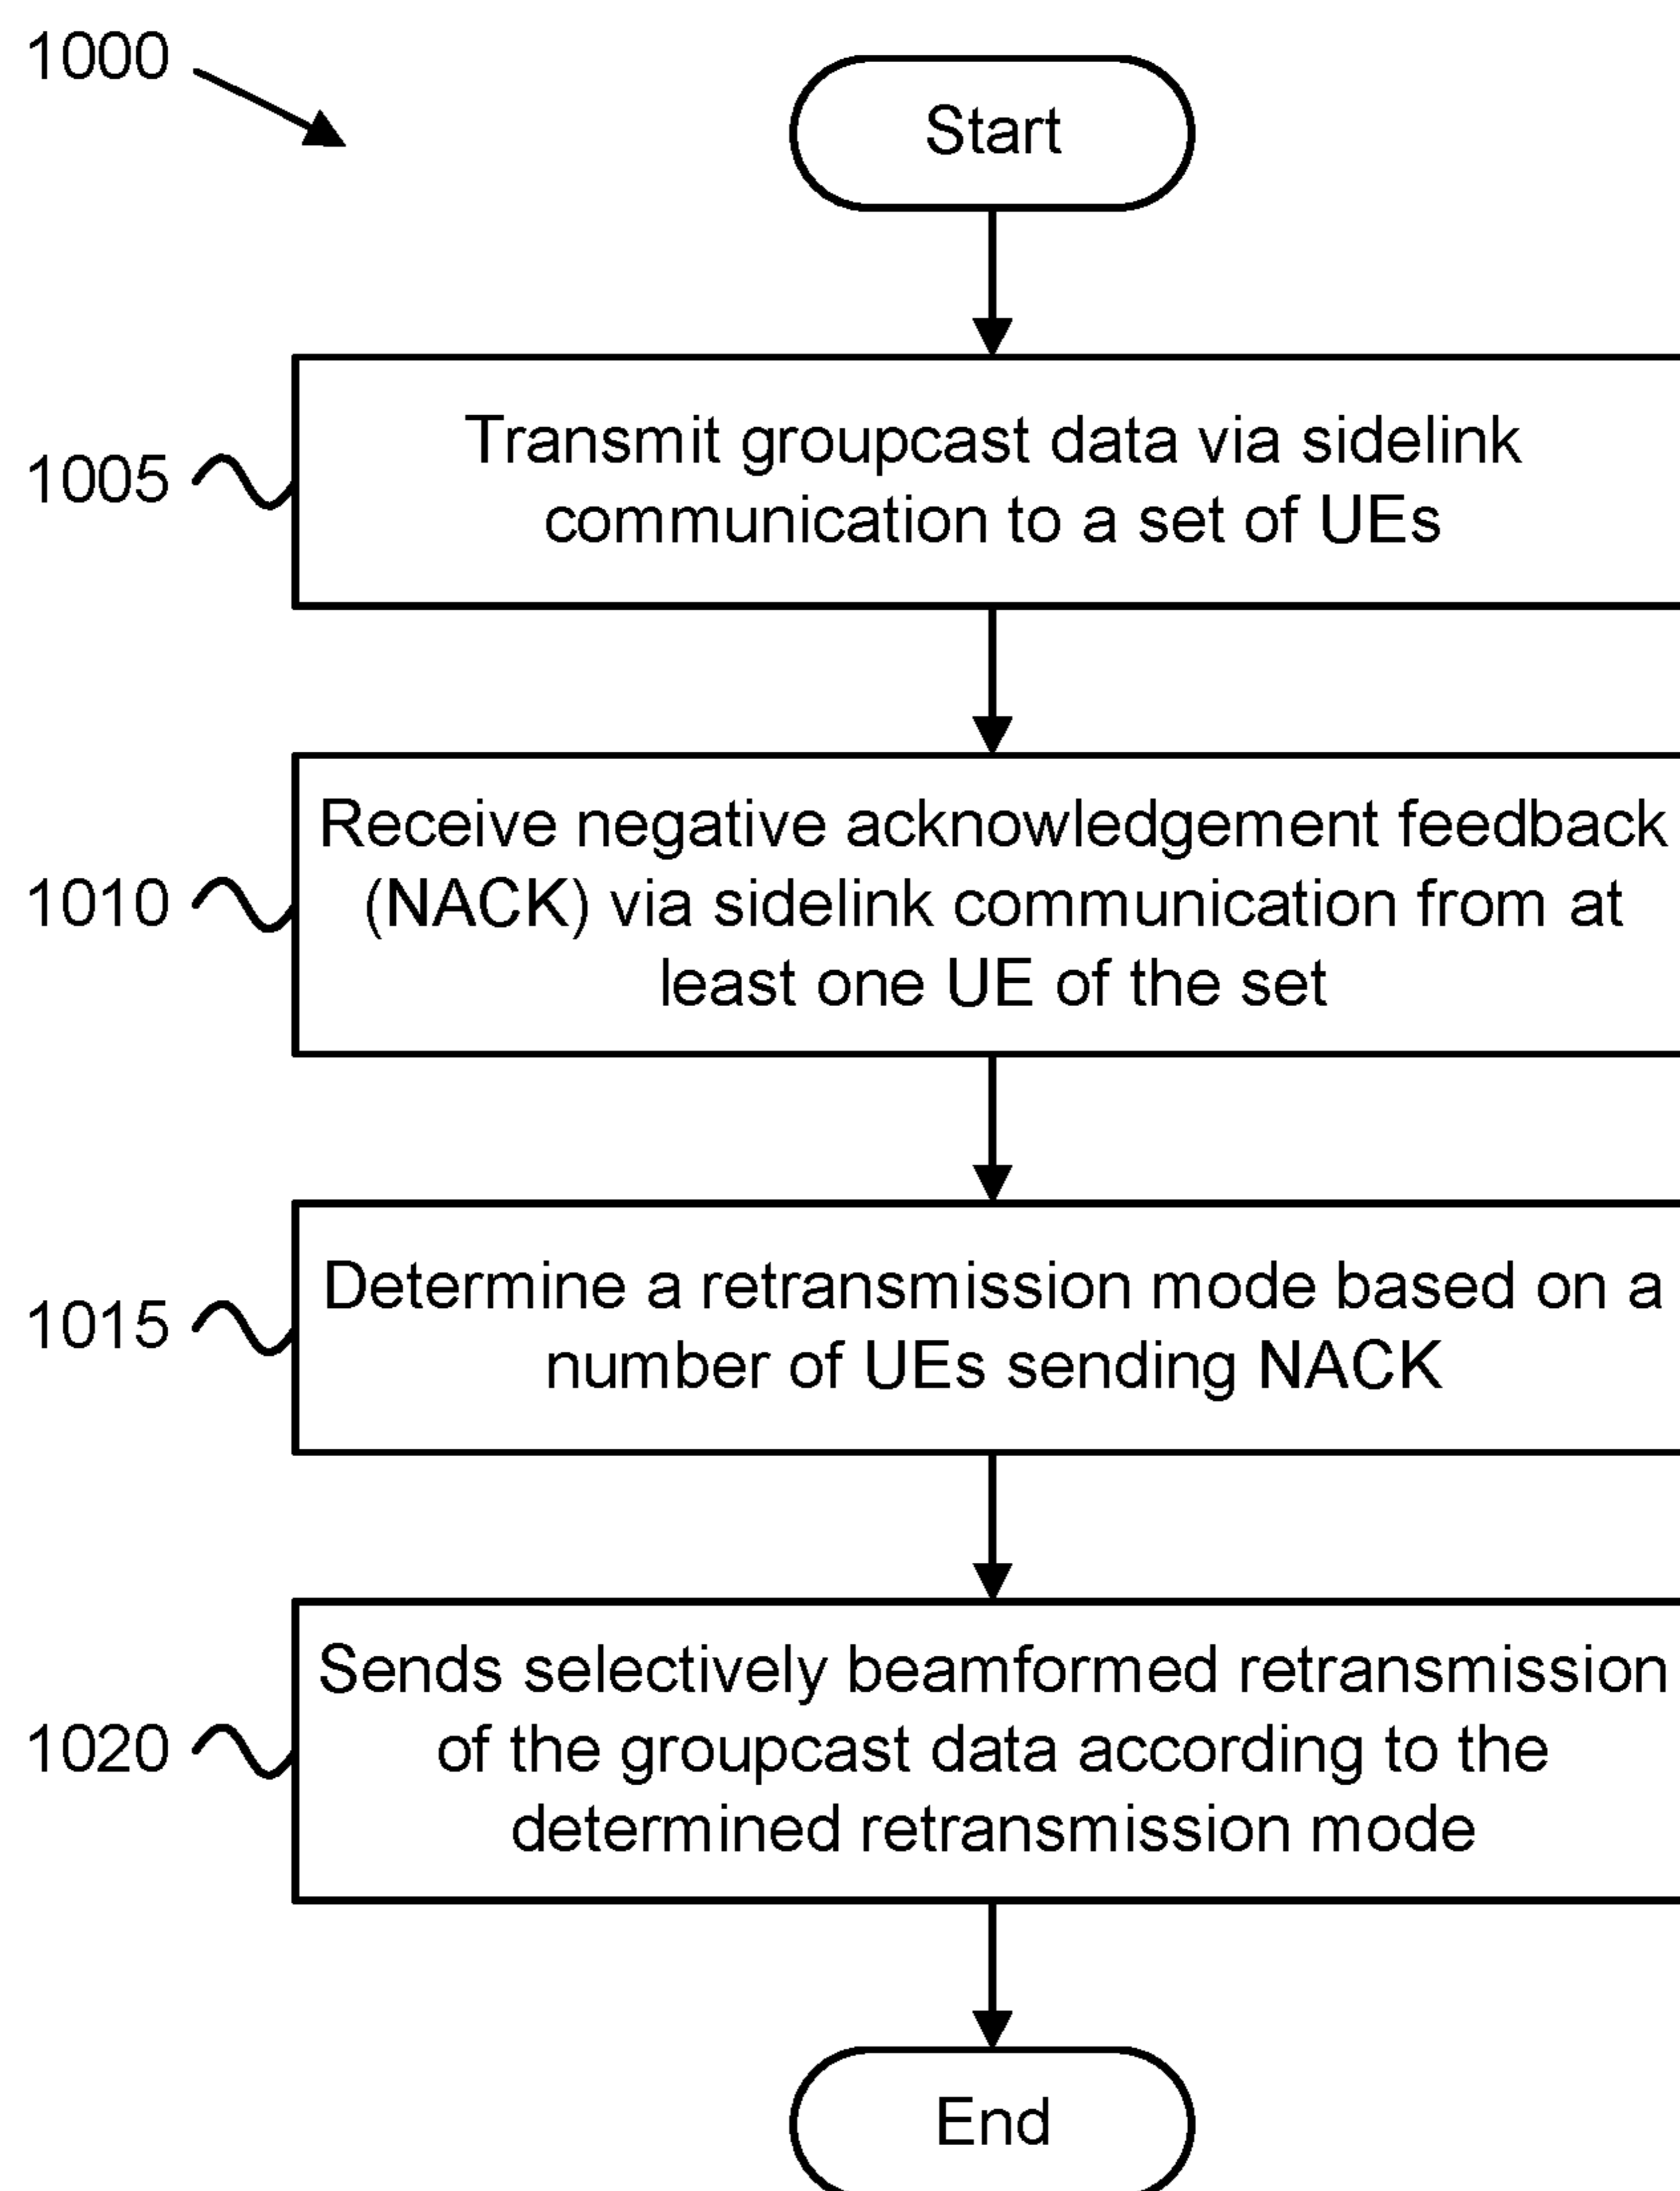 1000
Start
1005
Transmit groupcast data via sidelink
communication to a set of UEs
1010
Receive negative acknowledgement feedback
(NACK) via sidelink communication from at
least one UE of the set
1015
Determine a retransmission mode based on a
number of UEs sending NACK
1020
Sends selectively beamformed retransmission
of the groupcast data according to the
determined retransmission mode
End